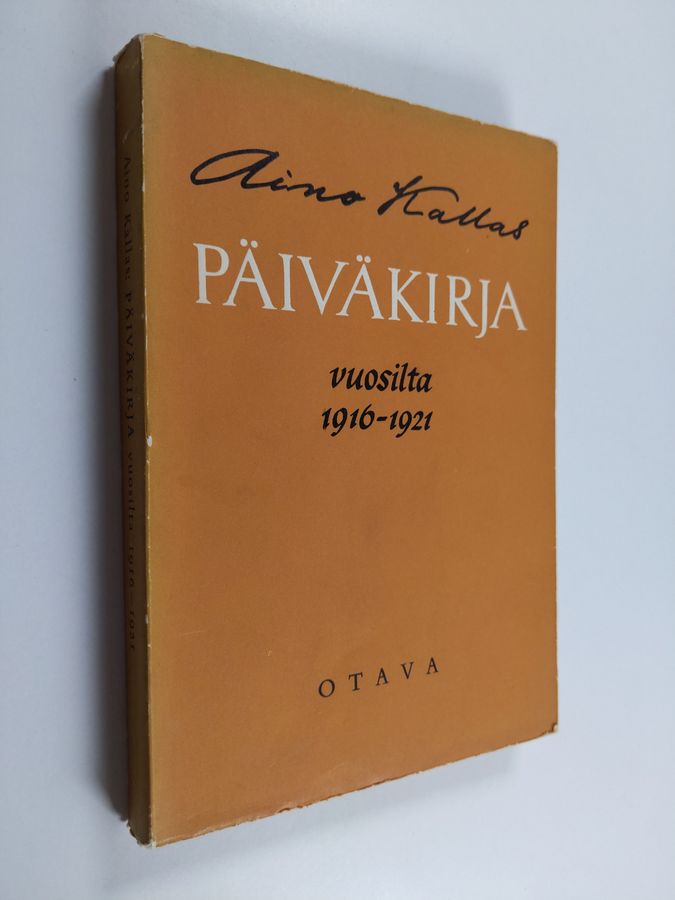 Aino Kallas
PÄIVÄKIRJA
vuosilta
1916-1921
OTAVA
Aino Kallas: PÄIVÄKIRJA vuosilta 1916-1921